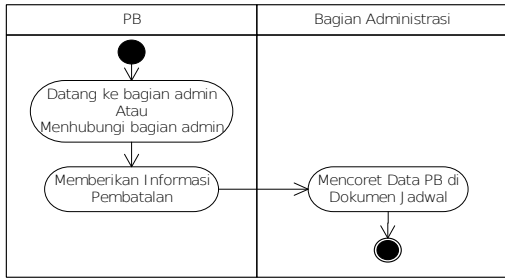 PB
Bagian Administrasi
Datang ke bagian admin
Atau
Menhubungi bagian admin
Memberikan Informasi
Pembatalan
Mencoret Data PB di
Dokumen Jadwal